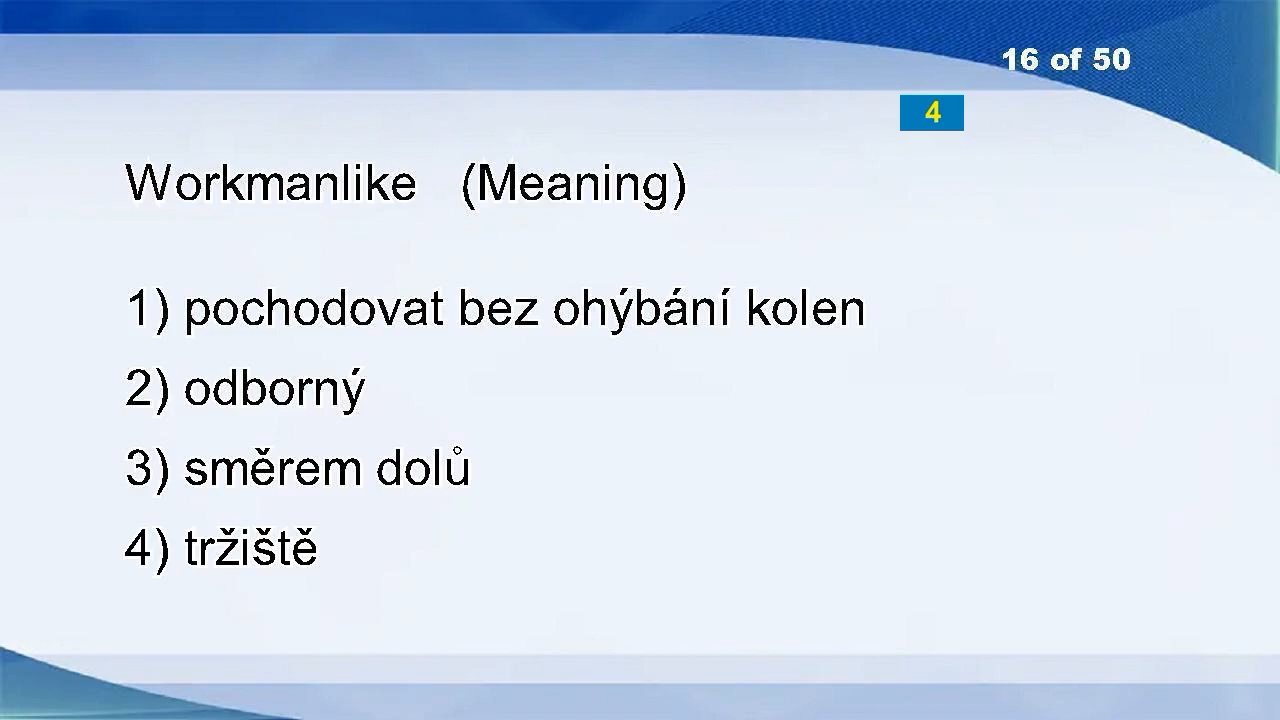 16 of 50
4
Workmanlike (Meaning)
1) pochodovat bez ohýbání kolen
2) odborný
3) směrem dolů
4) tržiště